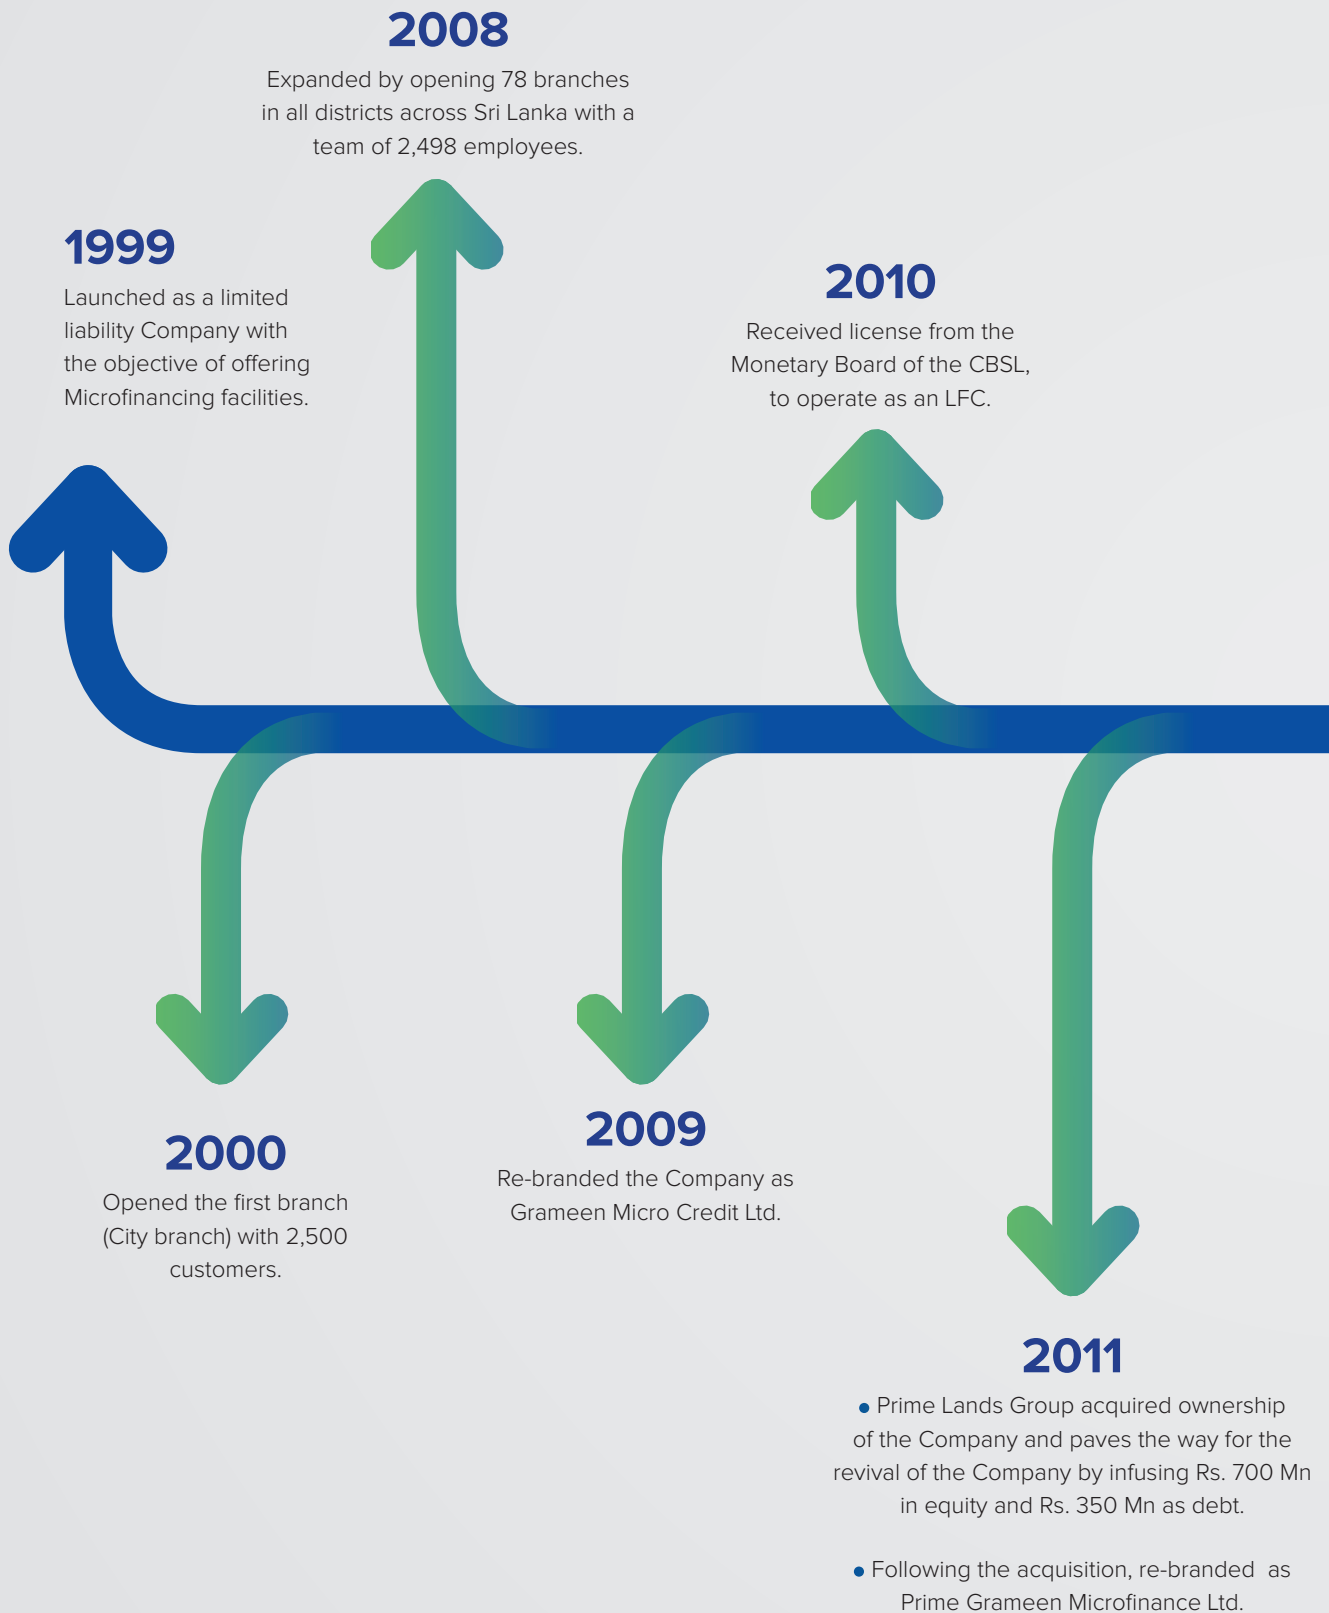 2008
Expanded by opening 78 branches
in all districts across Sri Lanka with a
team of 2,498 employees.
1999
Launched as a limited
liability Company with
the objective of offering
Microfinancing facilities.
2010
Received license from the
Monetary Board of the CBSL,
to operate as an LFC.
2000
Opened the first branch
(City branch) with 2,500
customers.
2009
Re-branded the Company as
Grameen Micro Credit Ltd.
2011
• Prime Lands Group acquired ownership
of the Company and paves the way for the
revival of the Company by infusing Rs. 700 Mn
in equity and Rs. 350 Mn as debt.
• Following the acquisition, re-branded as
Prime Grameen Microfinance Ltd.